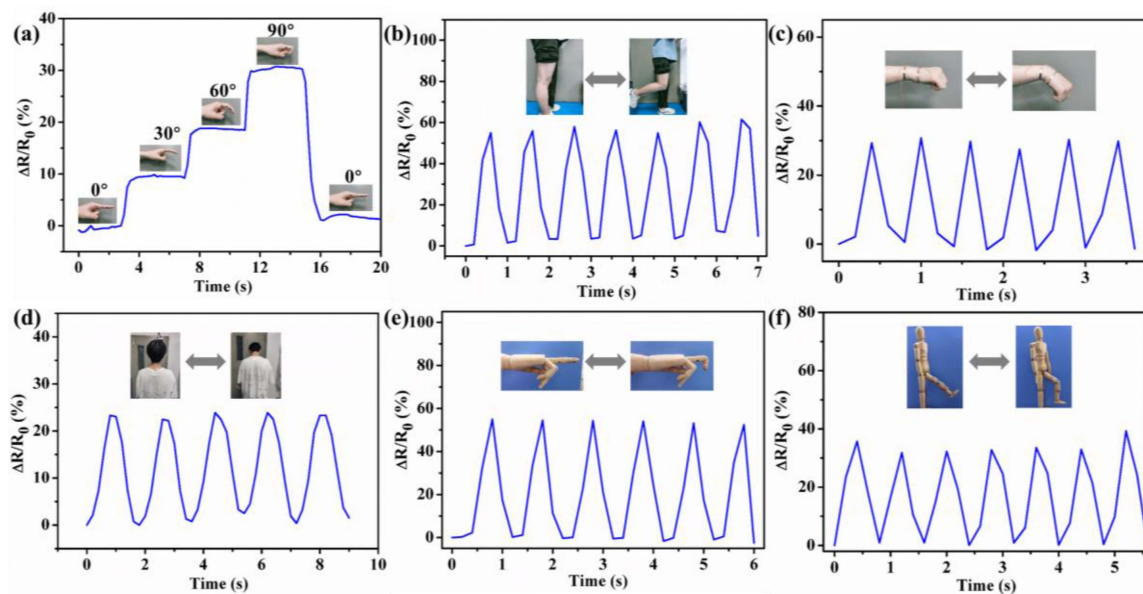 (a)
ΔR/R₀ (%)
40
30
20
10
0
0°
30°
60°
90°
0°
0 4 8 12 16 20
Time (s)
(b)
ΔR/R₀ (%)
100
80
60
40
20
0
0 1 2 3 4 5 6 7
Time (s)
(c)
ΔR/R₀ (%)
60
40
20
0
0 1 2 3
Time (s)
(d)
ΔR/R₀ (%)
40
30
20
10
0
0 2 4 6 8 10
Time (s)
(e)
ΔR/R₀ (%)
100
80
60
40
20
0
0 1 2 3 4 5 6
Time (s)
(f)
ΔR/R₀ (%)
80
60
40
20
0
0 1 2 3 4 5
Time (s)